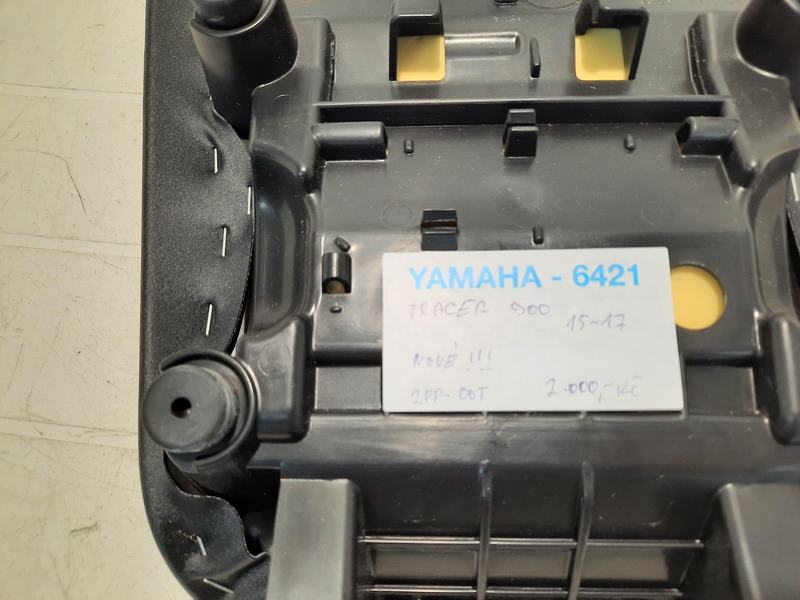 YAMAHA - 6421
TRACER 900
15-17
NOVÉ !!!
2PP-00T 2.000,-Kč